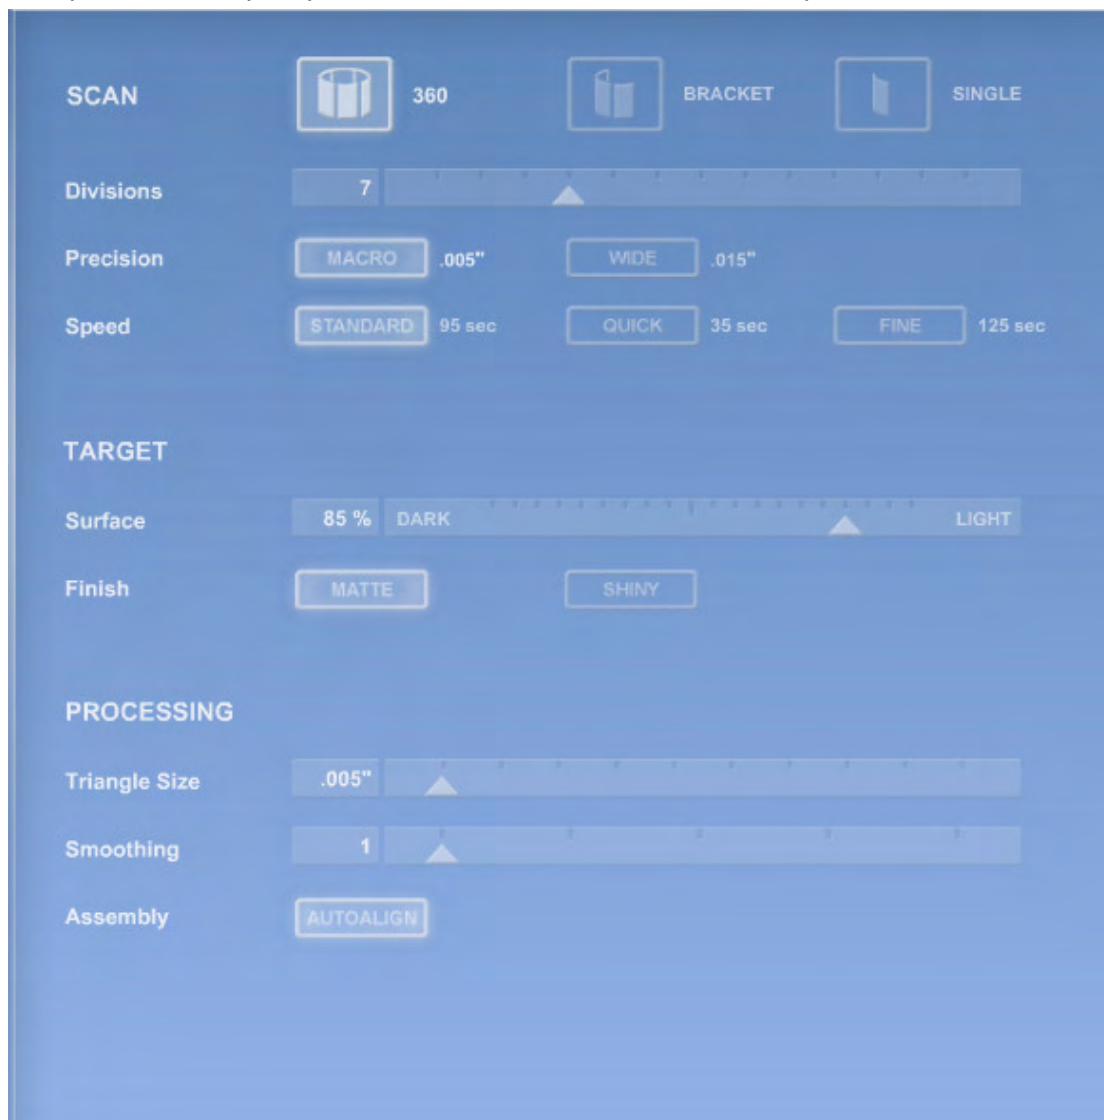 SCAN 360 BRACKET SINGLE
Divisions 7
Precision MACRO .005" WIDE .015"
Speed STANDARD 95 sec QUICK 35 sec FINE 125 sec
TARGET
Surface 85 % DARK LIGHT
Finish MATTE SHINY
PROCESSING
Triangle Size .005"
Smoothing 1
Assembly AUTOALIGN